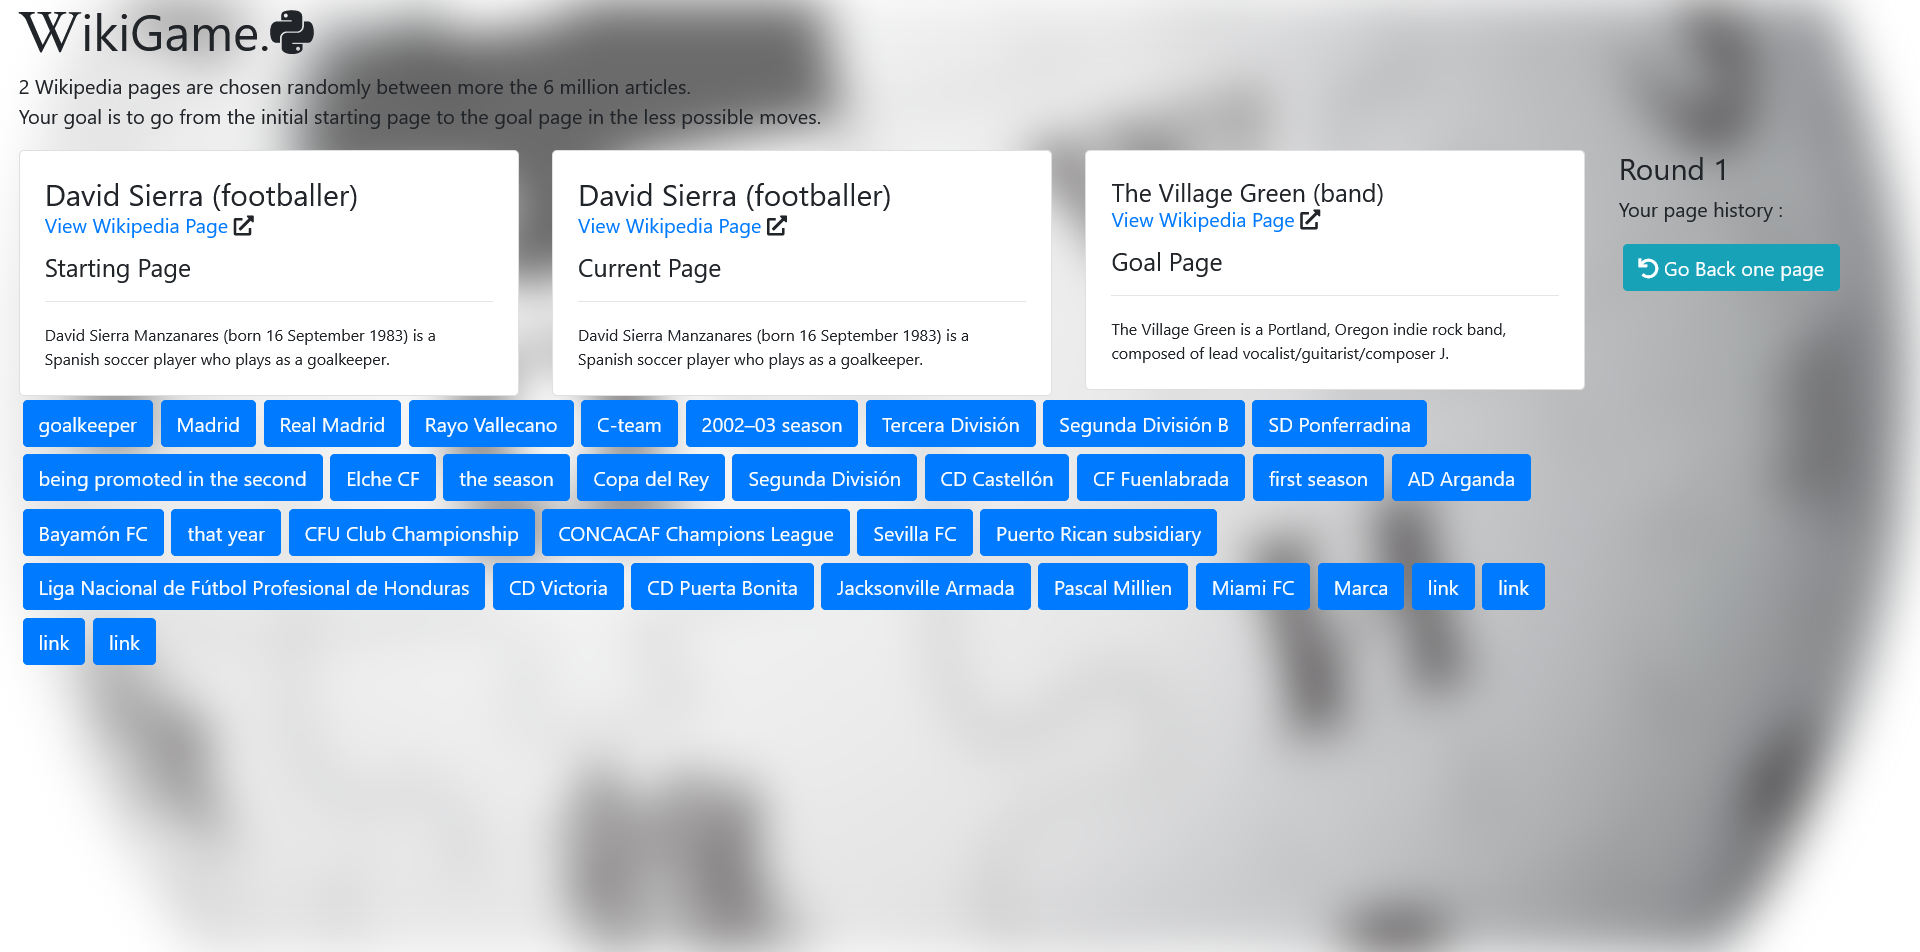 WikiGame.
2 Wikipedia pages are chosen randomly between more the 6 million articles.
Your goal is to go from the initial starting page to the goal page in the less possible moves.
David Sierra (footballer)
View Wikipedia Page
Starting Page
David Sierra Manzanares (born 16 September 1983) is a
Spanish soccer player who plays as a goalkeeper.
David Sierra (footballer)
View Wikipedia Page
Current Page
David Sierra Manzanares (born 16 September 1983) is a
Spanish soccer player who plays as a goalkeeper.
The Village Green (band)
View Wikipedia Page
Goal Page
The Village Green is a Portland, Oregon indie rock band,
composed of lead vocalist/guitarist/composer J.
Round 1
Your page history :
Go Back one page
goalkeeper Madrid Real Madrid Rayo Vallecano C-team 2002–03 season Tercera División Segunda División B SD Ponferradina
being promoted in the second Elche CF the season Copa del Rey Segunda División CD Castellón CF Fuenlabrada first season AD Arganda
Bayamón FC that year CFU Club Championship CONCACAF Champions League Sevilla FC Puerto Rican subsidiary
Liga Nacional de Fútbol Profesional de Honduras CD Victoria CD Puerta Bonita Jacksonville Armada Pascal Millien Miami FC Marca link link
link link